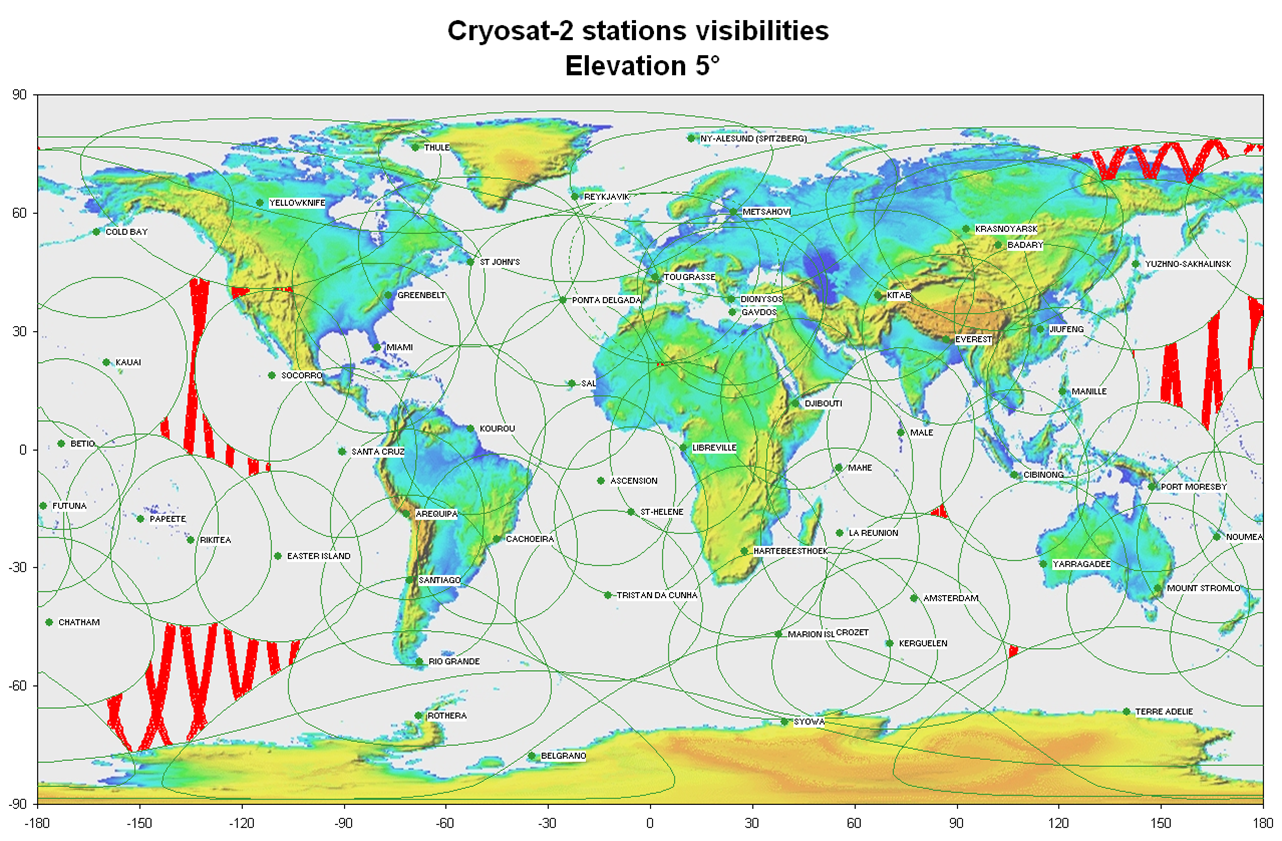 Cryosat-2 stations visibilities
Elevation 5°
90
NY-ALESUND (SPITZBERG)
THULE
REYKJAVIK
YELLOWKNIFE
60
METSAHOVI
COLD BAY
KRASNOYARSK
BADARY
ST JOHN'S
YUZHNO-SAKHALINSK
TOUGRASSE
GREENBELT
PONTA DELGADA
DIONYSOS
KITAB
GAVDOS
30
JIUFENG
EVEREST
MIAMI
KAUAI
SOCORRO
SAL
MANILLE
DJIBOUTI
KOUROU
MALE
BETIO
0
SANTA CRUZ
LIBREVILLE
MAHE
CIBINONG
ASCENSION
PORT MORESBY
FUTUNA
ST-HELENE
PAPEETE
AREQUIPA
RIKITEA
CACHOEIRA
LA REUNION
NOUMEA
HARTEBEESTHOEK
EASTER ISLAND
-30
YARRAGADEE
SANTIAGO
MOUNT STROMLO
TRISTAN DA CUNHA
AMSTERDAM
CHATHAM
MARION ISL
CROZET
KERGUELEN
RIO GRANDE
-60
ROTHERA
TERRE ADELIE
SYOWA
BELGRANO
-90
-180 -150 -120 -90 -60 -30 0 30 60 90 120 150 180